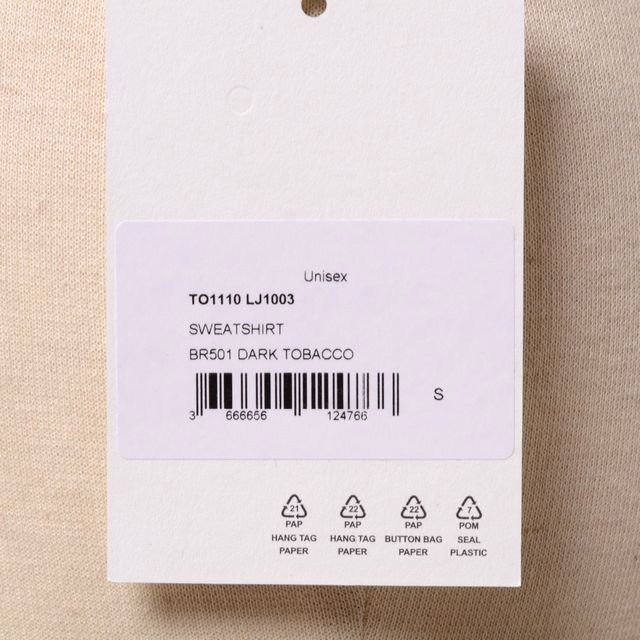 Unisex
TO1110 LJ1003
SWEATSHIRT
BR501 DARK TOBACCO
S
3 666656 124766
21 22 22 7
PAP PAP PAP POM
HANG TAG HANG TAG BUTTON BAG SEAL
PAPER PAPER PAPER PLASTIC